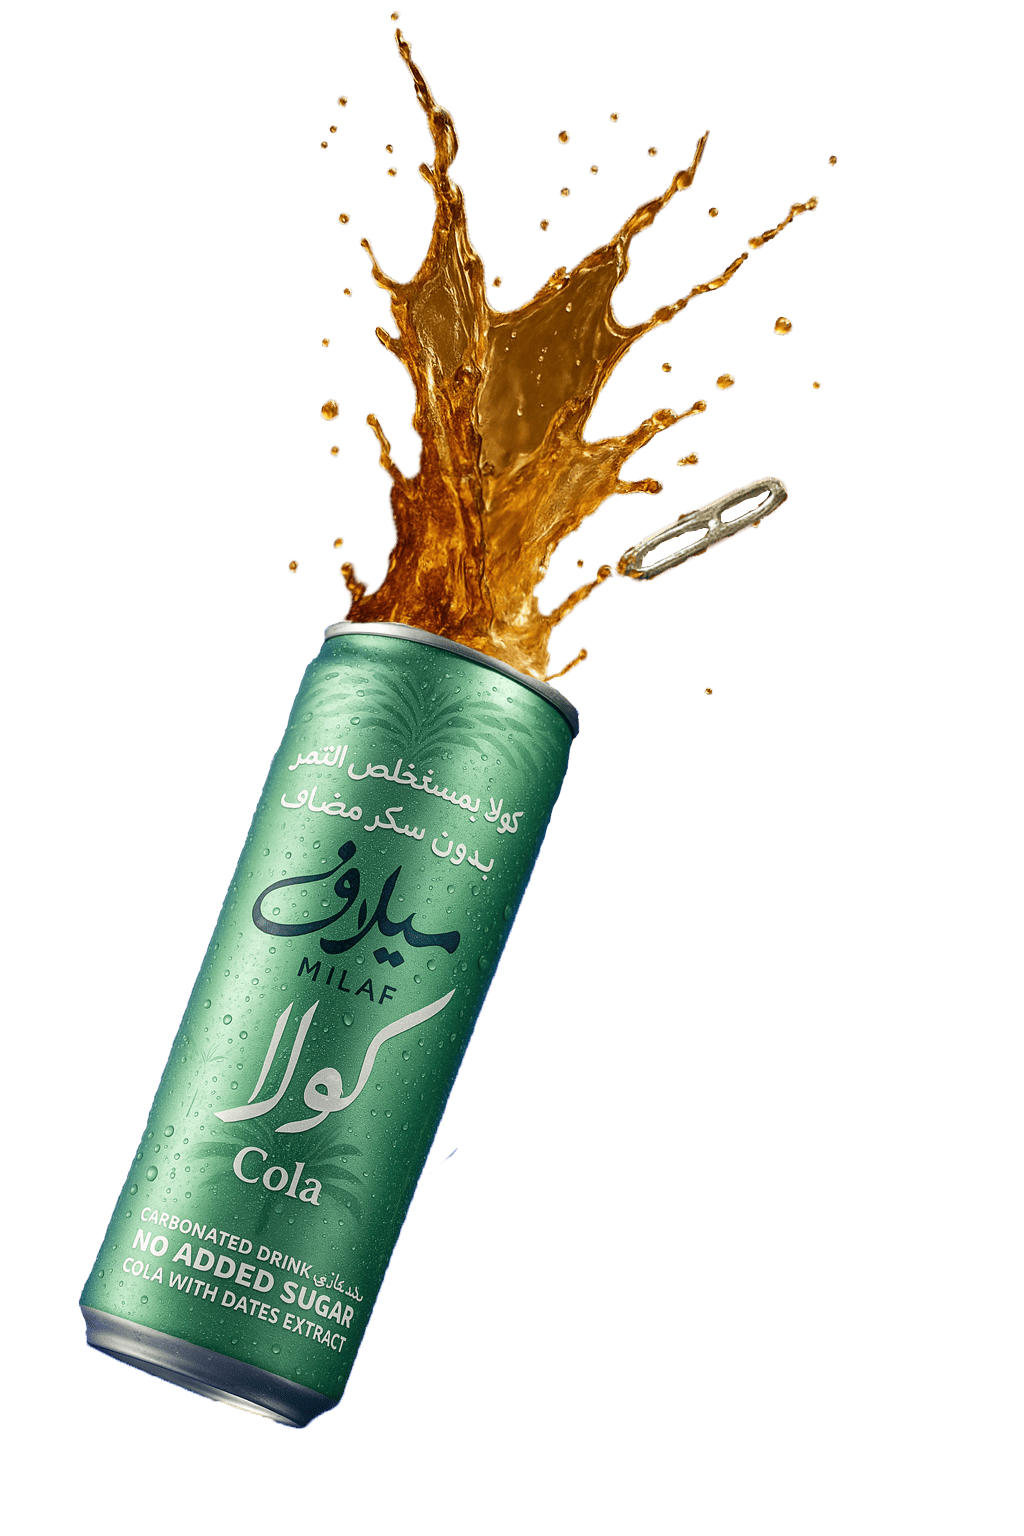 كولا بمستخلص التمر
بدون سكر مضاف
ميلاف
MILAF
كولا
Cola
CARBONATED DRINK
NO ADDED SUGAR
COLA WITH DATES EXTRACT